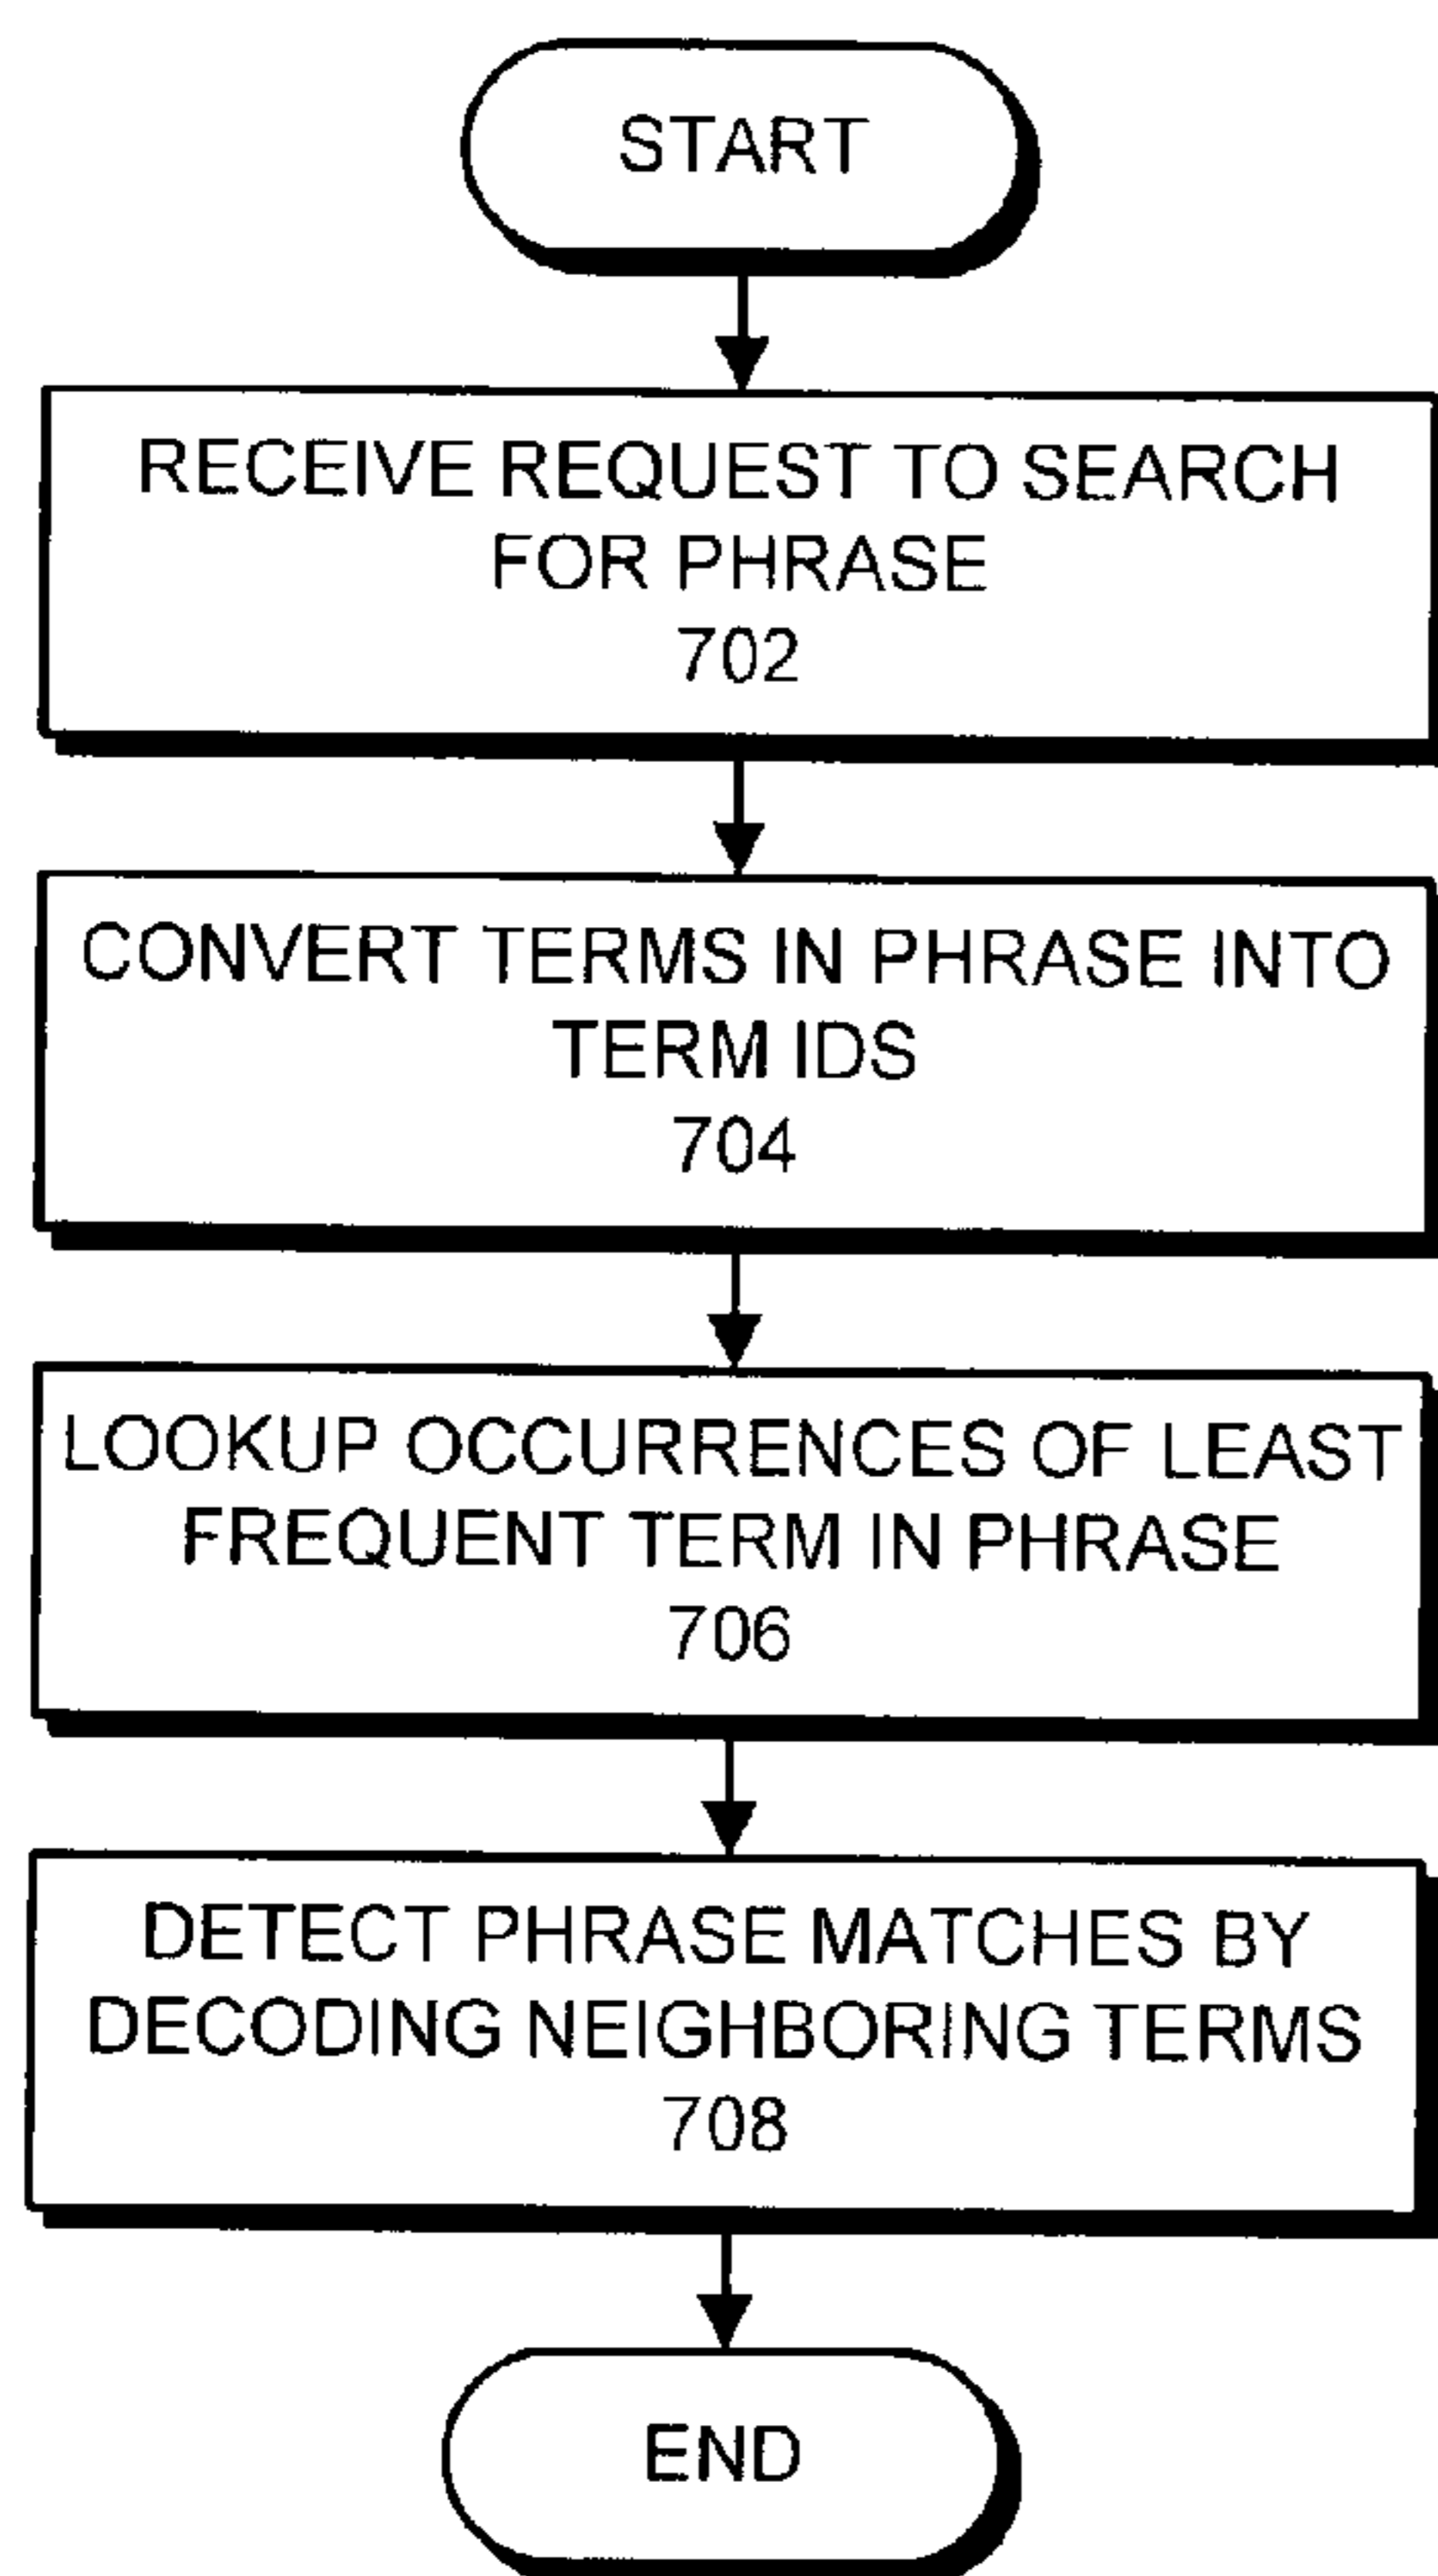 START
RECEIVE REQUEST TO SEARCH
FOR PHRASE
702
CONVERT TERMS IN PHRASE INTO
TERM IDS
704
LOOKUP OCCURRENCES OF LEAST
FREQUENT TERM IN PHRASE
706
DETECT PHRASE MATCHES BY
DECODING NEIGHBORING TERMS
708
END